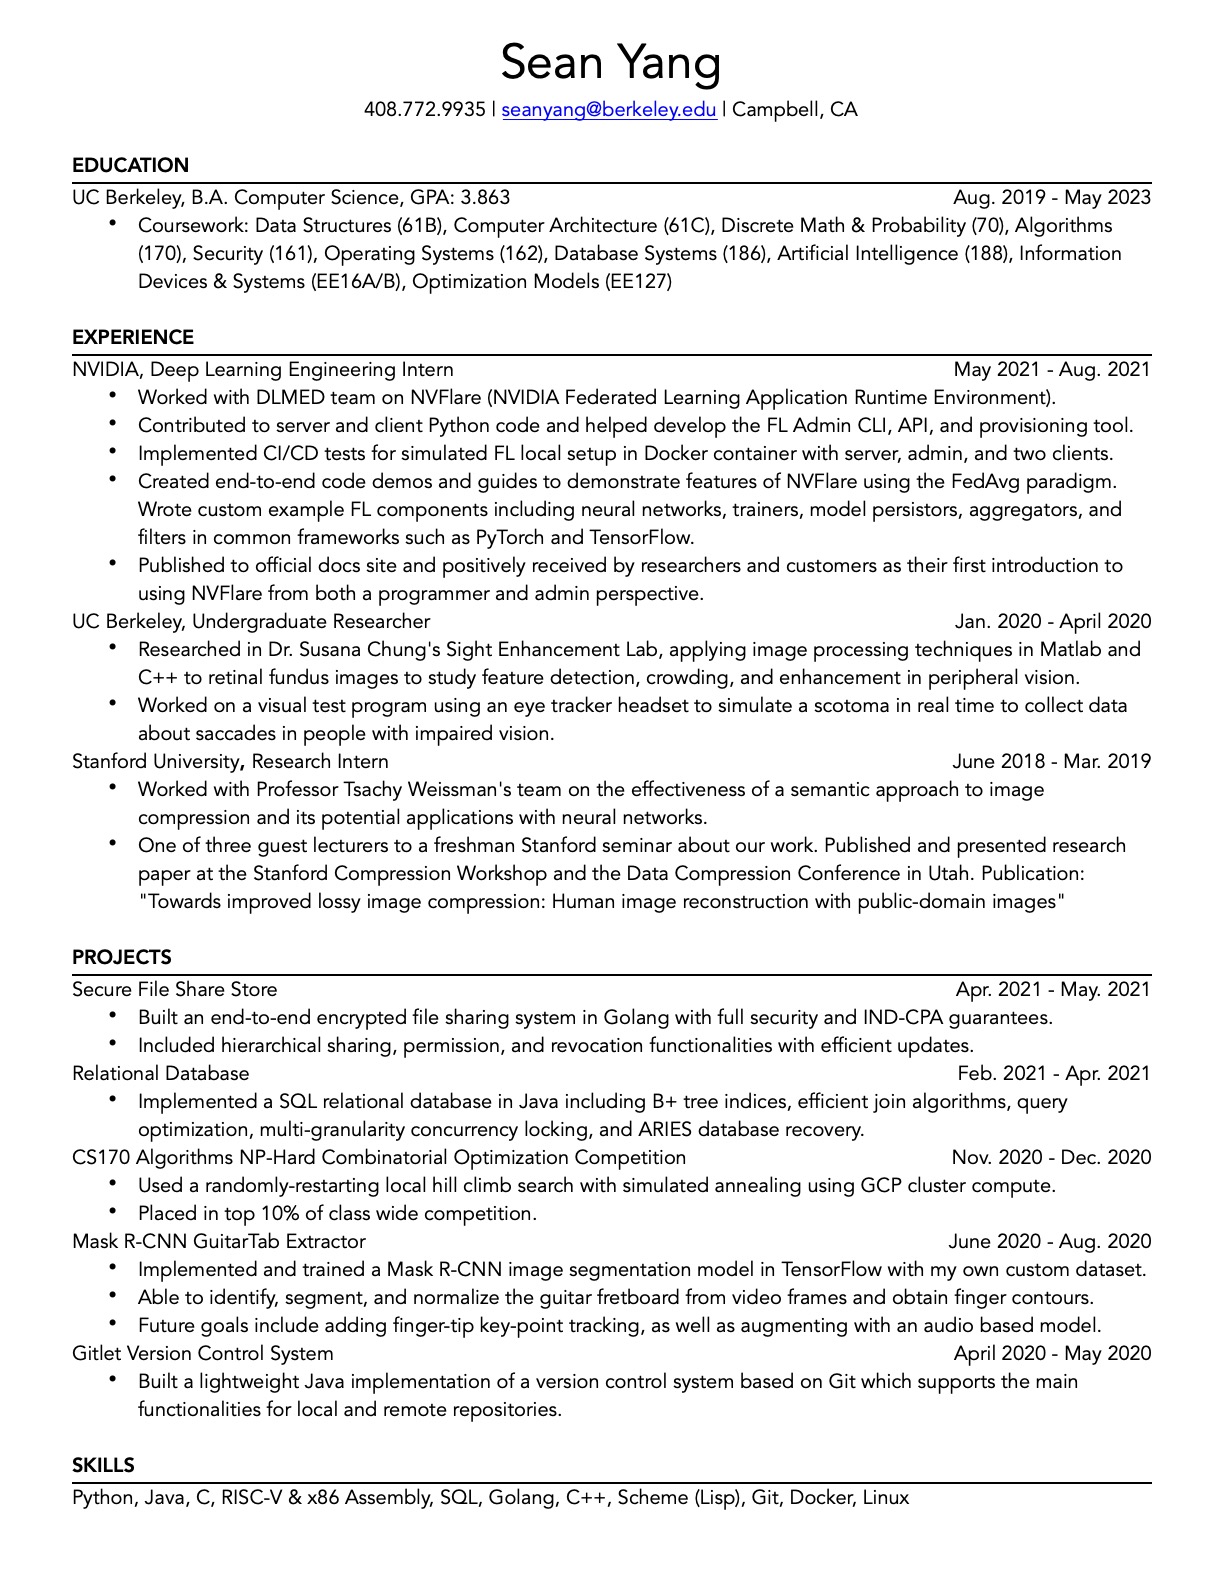 Sean Yang
408.772.9935 | seanyang@berkeley.edu | Campbell, CA
EDUCATION
UC Berkeley, B.A. Computer Science, GPA: 3.863 Aug. 2019 - May 2023
• Coursework: Data Structures (61B), Computer Architecture (61C), Discrete Math & Probability (70), Algorithms
(170), Security (161), Operating Systems (162), Database Systems (186), Artificial Intelligence (188), Information
Devices & Systems (EE16A/B), Optimization Models (EE127)
EXPERIENCE
NVIDIA, Deep Learning Engineering Intern May 2021 - Aug. 2021
• Worked with DLMED team on NVFlare (NVIDIA Federated Learning Application Runtime Environment).
• Contributed to server and client Python code and helped develop the FL Admin CLI, API, and provisioning tool.
• Implemented CI/CD tests for simulated FL local setup in Docker container with server, admin, and two clients.
• Created end-to-end code demos and guides to demonstrate features of NVFlare using the FedAvg paradigm.
Wrote custom example FL components including neural networks, trainers, model persistors, aggregators, and
filters in common frameworks such as PyTorch and TensorFlow.
• Published to official docs site and positively received by researchers and customers as their first introduction to
using NVFlare from both a programmer and admin perspective.
UC Berkeley, Undergraduate Researcher Jan. 2020 - April 2020
• Researched in Dr. Susana Chung's Sight Enhancement Lab, applying image processing techniques in Matlab and
C++ to retinal fundus images to study feature detection, crowding, and enhancement in peripheral vision.
• Worked on a visual test program using an eye tracker headset to simulate a scotoma in real time to collect data
about saccades in people with impaired vision.
Stanford University, Research Intern June 2018 - Mar. 2019
• Worked with Professor Tsachy Weissman's team on the effectiveness of a semantic approach to image
compression and its potential applications with neural networks.
• One of three guest lecturers to a freshman Stanford seminar about our work. Published and presented research
paper at the Stanford Compression Workshop and the Data Compression Conference in Utah. Publication:
"Towards improved lossy image compression: Human image reconstruction with public-domain images"
PROJECTS
Secure File Share Store Apr. 2021 - May. 2021
• Built an end-to-end encrypted file sharing system in Golang with full security and IND-CPA guarantees.
• Included hierarchical sharing, permission, and revocation functionalities with efficient updates.
Relational Database Feb. 2021 - Apr. 2021
• Implemented a SQL relational database in Java including B+ tree indices, efficient join algorithms, query
optimization, multi-granularity concurrency locking, and ARIES database recovery.
CS170 Algorithms NP-Hard Combinatorial Optimization Competition Nov. 2020 - Dec. 2020
• Used a randomly-restarting local hill climb search with simulated annealing using GCP cluster compute.
• Placed in top 10% of class wide competition.
Mask R-CNN GuitarTab Extractor June 2020 - Aug. 2020
• Implemented and trained a Mask R-CNN image segmentation model in TensorFlow with my own custom dataset.
• Able to identify, segment, and normalize the guitar fretboard from video frames and obtain finger contours.
• Future goals include adding finger-tip key-point tracking, as well as augmenting with an audio based model.
Gitlet Version Control System April 2020 - May 2020
• Built a lightweight Java implementation of a version control system based on Git which supports the main
functionalities for local and remote repositories.
SKILLS
Python, Java, C, RISC-V & x86 Assembly, SQL, Golang, C++, Scheme (Lisp), Git, Docker, Linux